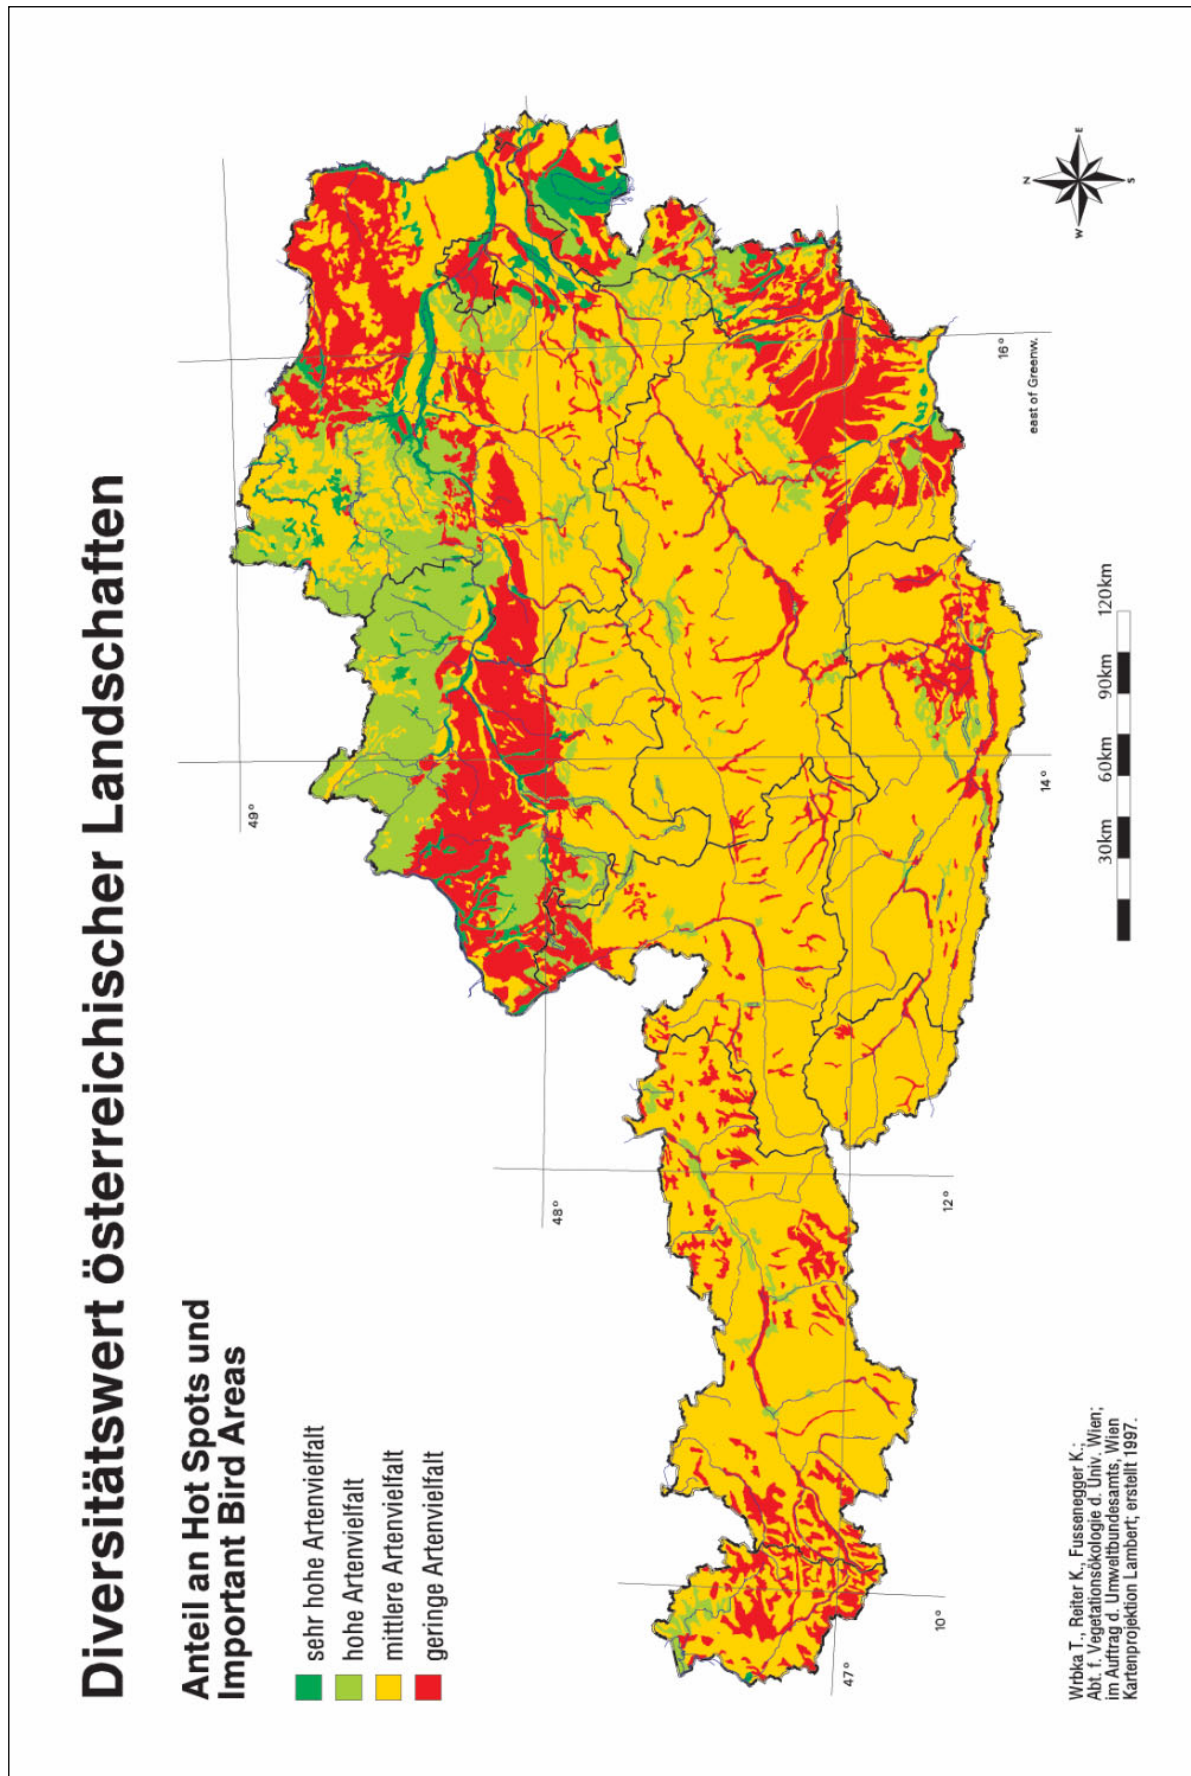 Diversitätswert österreichischer Landschaften
Anteil an Hot Spots und
Important Bird Areas
sehr hohe Artenvielfalt
hohe Artenvielfalt
mittlere Artenvielfalt
geringe Artenvielfalt
49°
48°
47°
10°
12°
14°
16°
east of Greenw.
N
W
E
S
30km 60km 90km 120km
Wrbka T., Reiter K., Fussenegger K.;
Abt. f. Vegetationsökologie d. Univ. Wien;
im Auftrag d. Umweltbundesamts, Wien
Kartenprojektion Lambert; erstellt 1997.